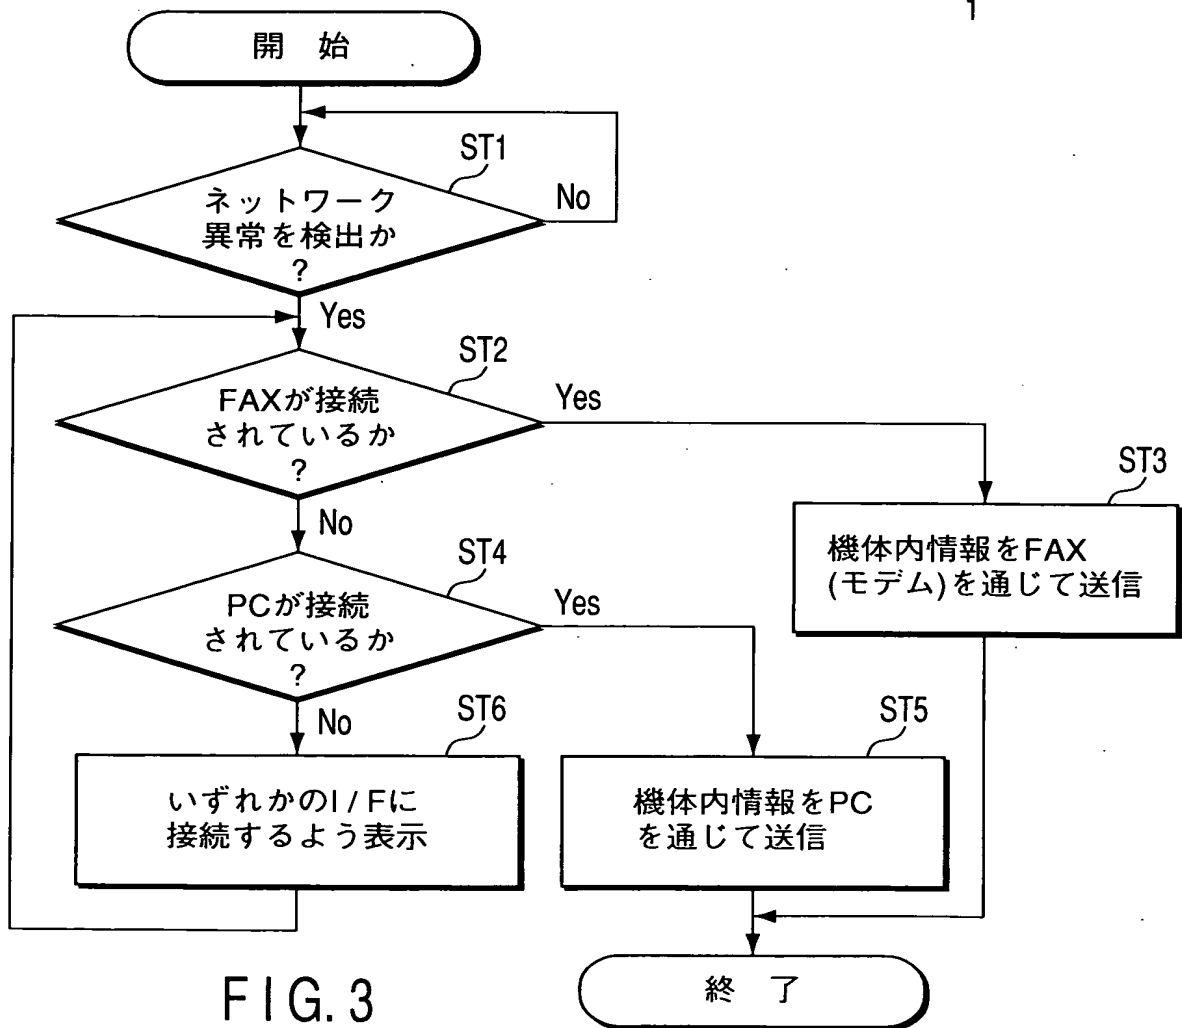 開 始
ST1
ネットワーク
異常を検出か
?
No
Yes
ST2
FAXが接続
されているか
?
Yes
No
ST3
機体内情報をFAX
(モデム)を通じて送信
ST4
PCが接続
されているか
?
Yes
No
ST6
いずれかのI/Fに
接続するよう表示
ST5
機体内情報をPC
を通じて送信
終 了
FIG.3